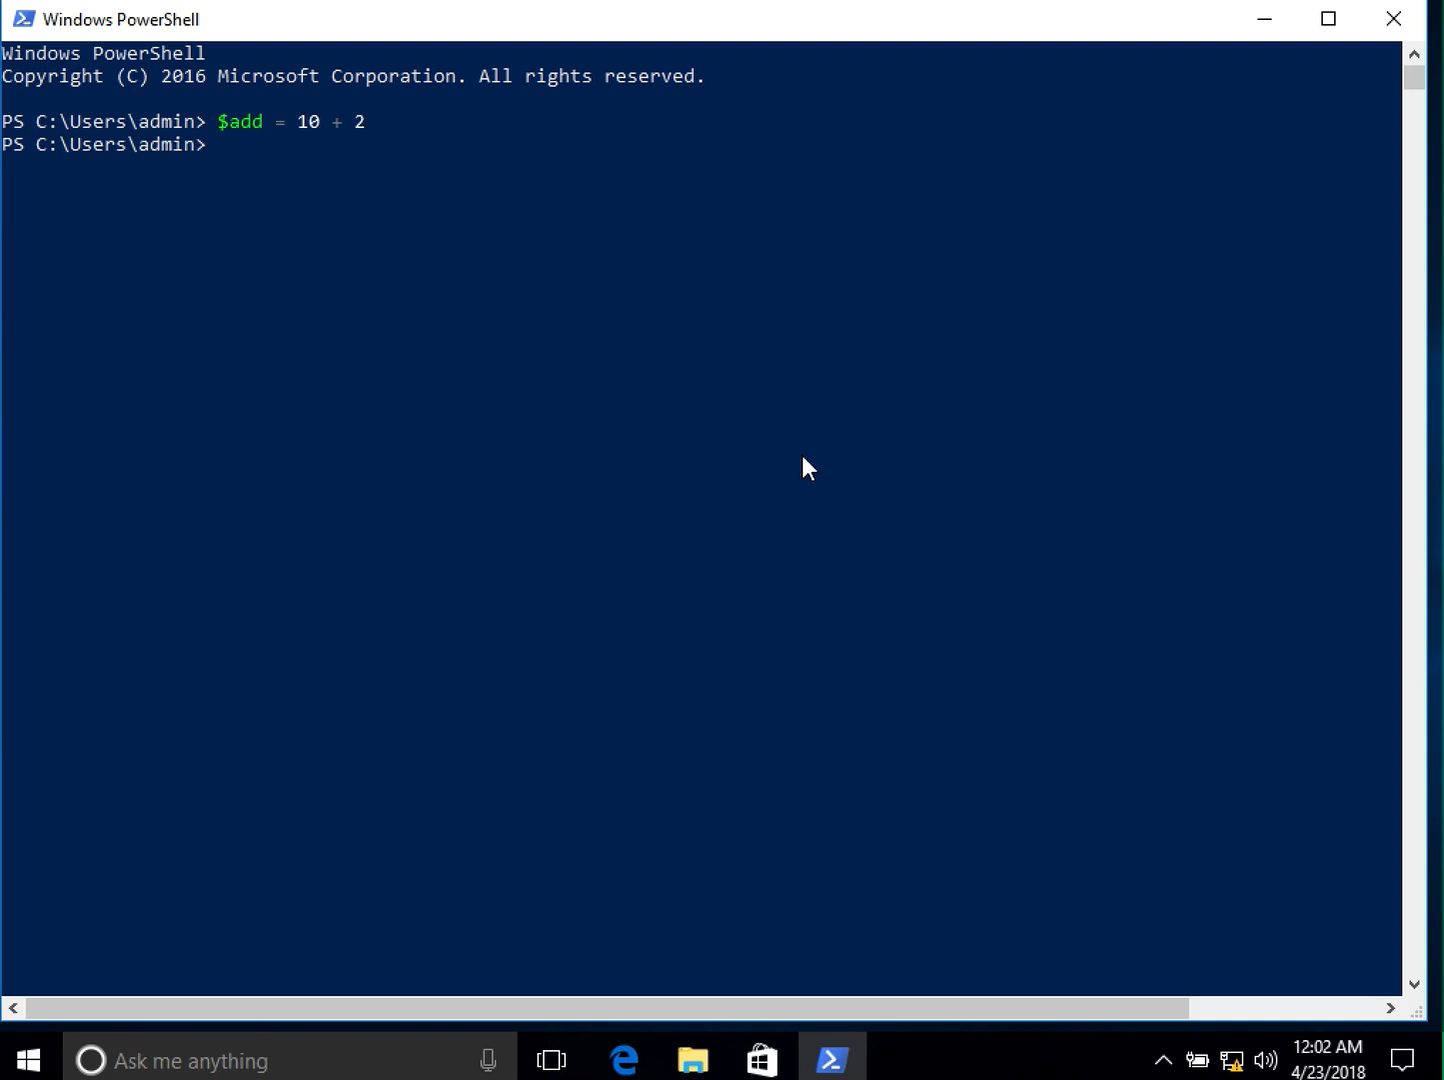 Windows PowerShell
Windows PowerShell
Copyright (C) 2016 Microsoft Corporation. All rights reserved.
PS C:\Users\admin> $add = 10 + 2
PS C:\Users\admin>
Ask me anything
12:02 AM
4/23/2018